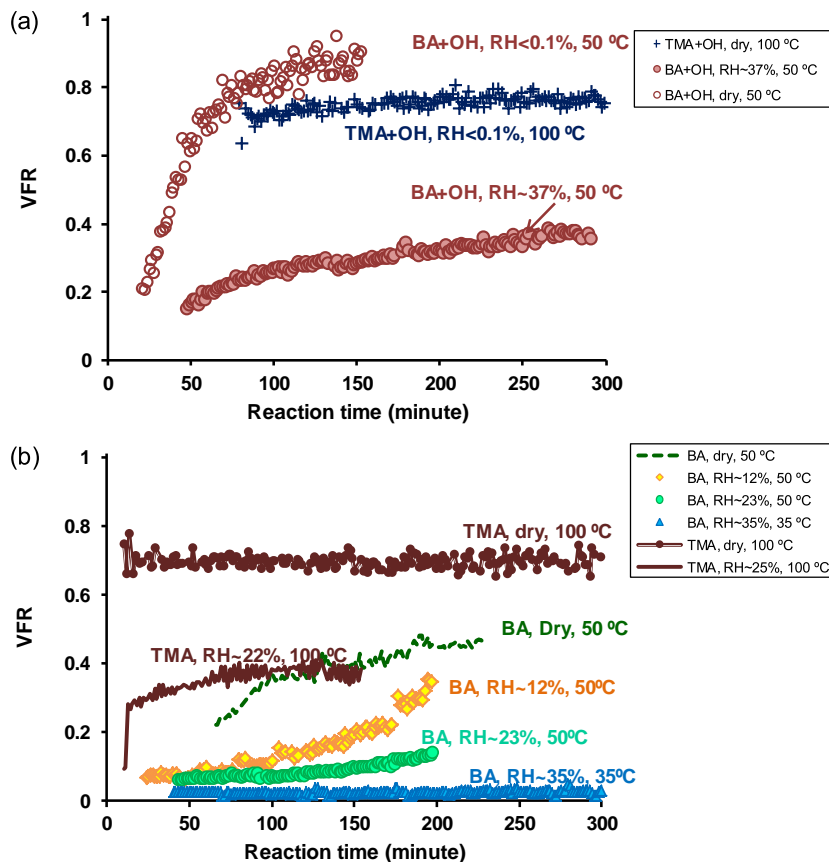 (a)
1
0.8
0.6
0.4
0.2
0
VFR
0
50
100
150
200
250
300
Reaction time (minute)
BA+OH, RH<0.1%, 50 ºC
TMA+OH, RH<0.1%, 100 ºC
BA+OH, RH~37%, 50 ºC
TMA+OH, dry, 100 ºC
BA+OH, RH~37%, 50 ºC
BA+OH, dry, 50 ºC
(b)
1
0.8
0.6
0.4
0.2
0
VFR
0
50
100
150
200
250
300
Reaction time (minute)
TMA, dry, 100 ºC
BA, Dry, 50 ºC
TMA, RH~22%, 100 ºC
BA, RH~12%, 50ºC
BA, RH~23%, 50ºC
BA, RH~35%, 35ºC
BA, dry, 50 ºC
BA, RH~12%, 50 ºC
BA, RH~23%, 50 ºC
BA, RH~35%, 35 ºC
TMA, dry, 100 ºC
TMA, RH~25%, 100 ºC